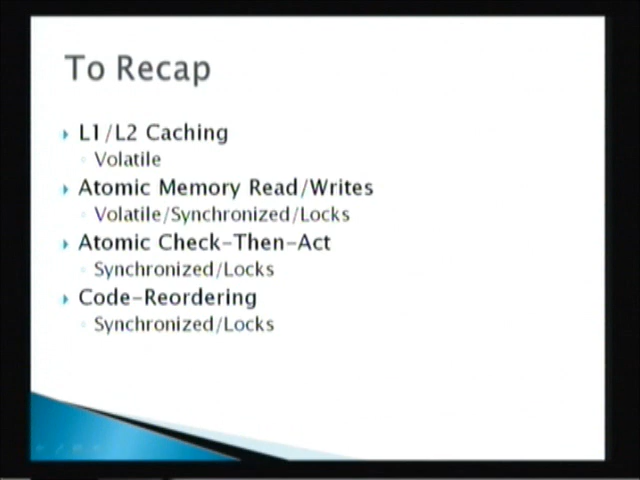 To Recap
L1/L2 Caching
Volatile
Atomic Memory Read/Writes
Volatile/Synchronized/Locks
Atomic Check-Then-Act
Synchronized/Locks
Code-Reordering
Synchronized/Locks